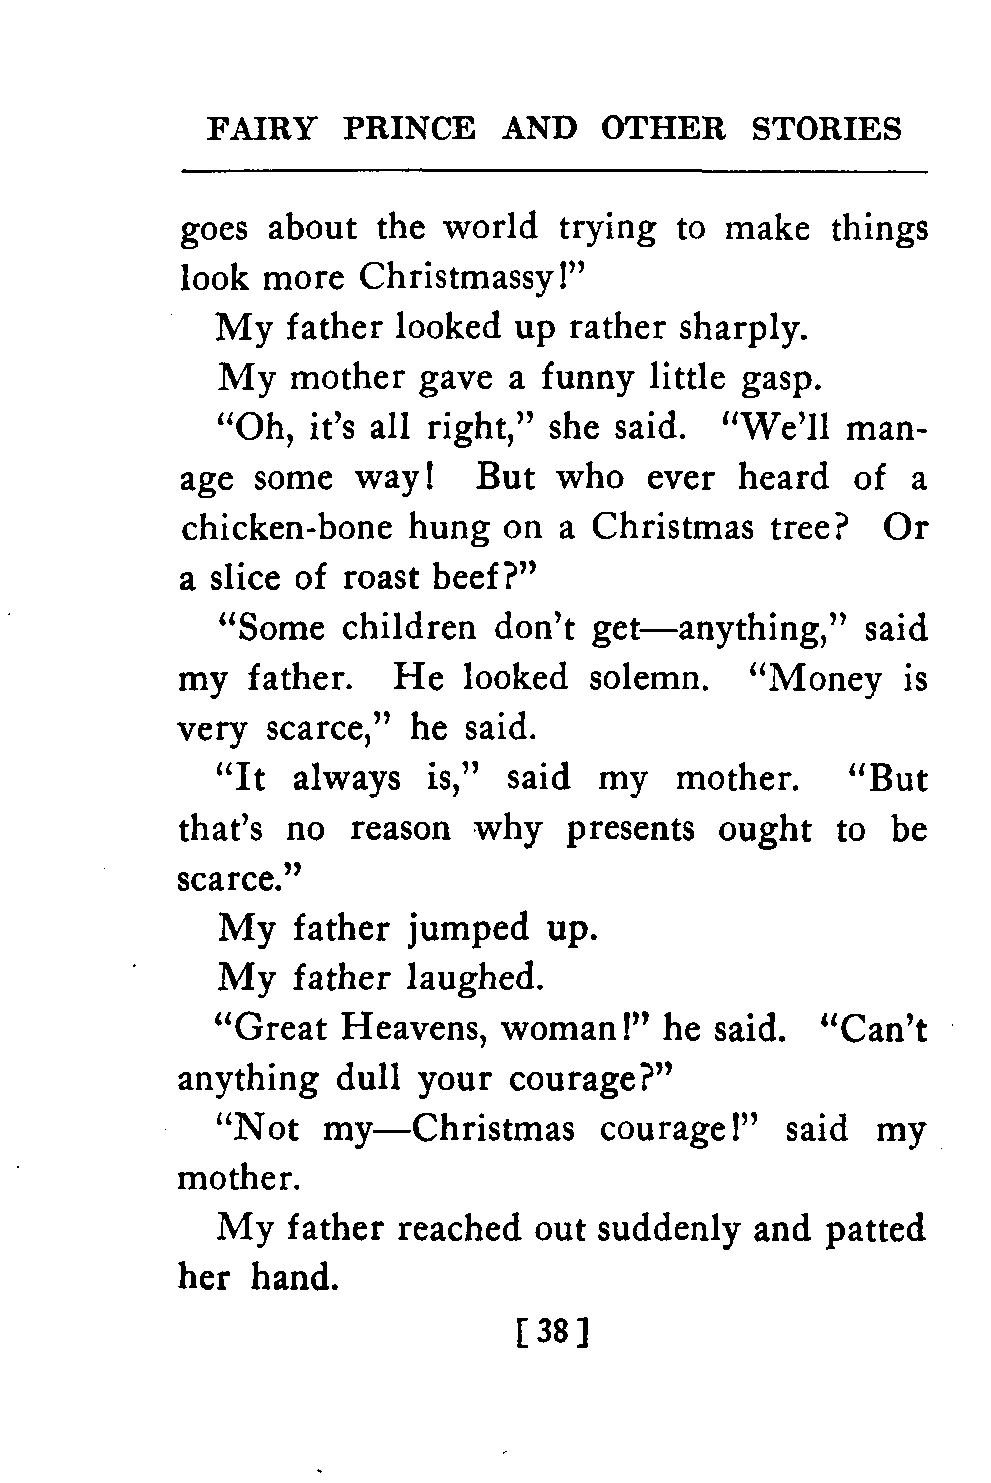 FAIRY PRINCE AND OTHER STORIES
goes about the world trying to make things
look more Christmassy!”
My father looked up rather sharply.
My mother gave a funny little gasp.
“Oh, it’s all right,” she said. “We’ll man-
age some way! But who ever heard of a
chicken-bone hung on a Christmas tree? Or
a slice of roast beef?”
“Some children don’t get—anything,” said
my father. He looked solemn. “Money is
very scarce,” he said.
“It always is,” said my mother. “But
that’s no reason why presents ought to be
scarce.”
My father jumped up.
My father laughed.
“Great Heavens, woman!” he said. “Can’t
anything dull your courage?”
“Not my—Christmas courage!” said my
mother.
My father reached out suddenly and patted
her hand.
[38]